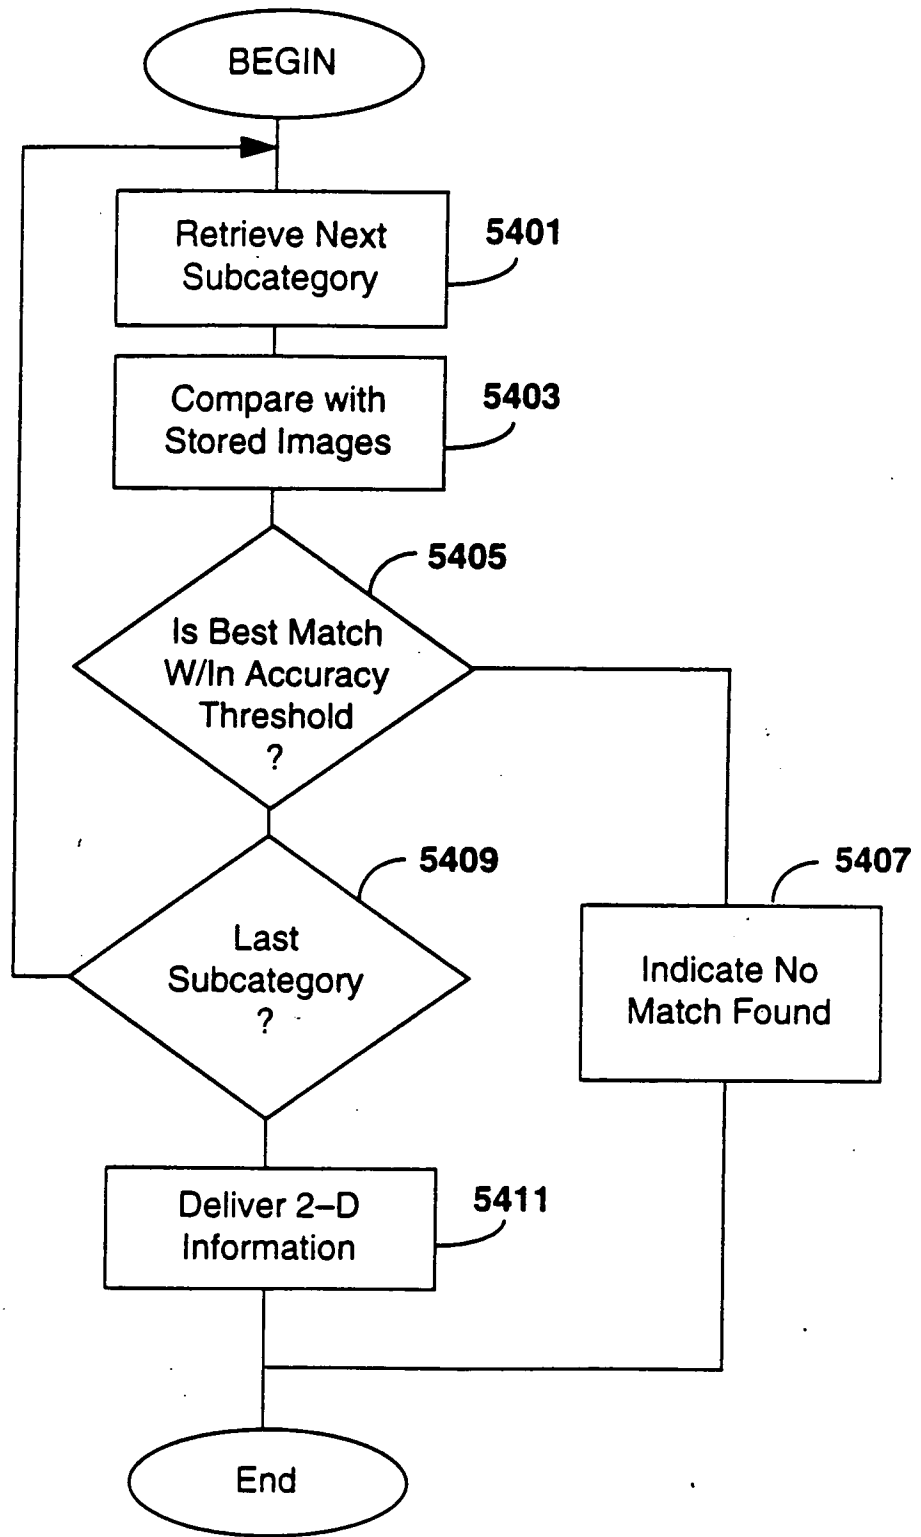 BEGIN
Retrieve Next
Subcategory
5401
Compare with
Stored Images
5403
5405
Is Best Match
W/In Accuracy
Threshold
?
5409
Last
Subcategory
?
5407
Indicate No
Match Found
Deliver 2–D
Information
5411
End